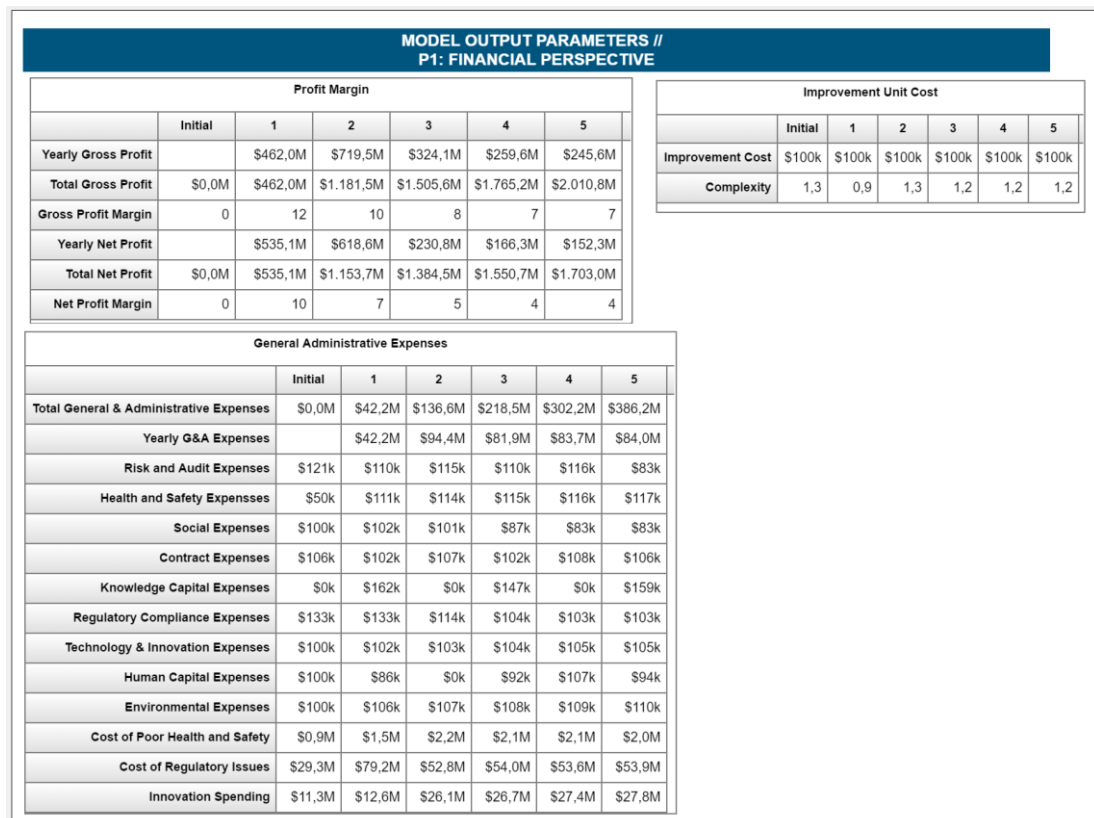 MODEL OUTPUT PARAMETERS //
P1: FINANCIAL PERSPECTIVE
Profit Margin
Initial 1 2 3 4 5
Yearly Gross Profit $462,0M $719,5M $324,1M $259,6M $245,6M
Total Gross Profit $0,0M $462,0M $1.181,5M $1.505,6M $1.765,2M $2.010,8M
Gross Profit Margin 0 12 10 8 7 7
Yearly Net Profit $535,1M $618,6M $230,8M $166,3M $152,3M
Total Net Profit $0,0M $535,1M $1.153,7M $1.384,5M $1.550,7M $1.703,0M
Net Profit Margin 0 10 7 5 4 4
Improvement Unit Cost
Initial 1 2 3 4 5
Improvement Cost $100k $100k $100k $100k $100k $100k
Complexity 1,3 0,9 1,3 1,2 1,2 1,2
General Administrative Expenses
Initial 1 2 3 4 5
Total General & Administrative Expenses $0,0M $42,2M $136,6M $218,5M $302,2M $386,2M
Yearly G&A Expenses $42,2M $94,4M $81,9M $83,7M $84,0M
Risk and Audit Expenses $121k $110k $115k $110k $116k $83k
Health and Safety Expensses $50k $111k $114k $115k $116k $117k
Social Expenses $100k $102k $101k $87k $83k $83k
Contract Expenses $106k $102k $107k $102k $108k $106k
Knowledge Capital Expenses $0k $162k $0k $147k $0k $159k
Regulatory Compliance Expenses $133k $133k $114k $104k $103k $103k
Technology & Innovation Expenses $100k $102k $103k $104k $105k $105k
Human Capital Expenses $100k $86k $0k $92k $107k $94k
Environmental Expenses $100k $106k $107k $108k $109k $110k
Cost of Poor Health and Safety $0,9M $1,5M $2,2M $2,1M $2,1M $2,0M
Cost of Regulatory Issues $29,3M $79,2M $52,8M $54,0M $53,6M $53,9M
Innovation Spending $11,3M $12,6M $26,1M $26,7M $27,4M $27,8M